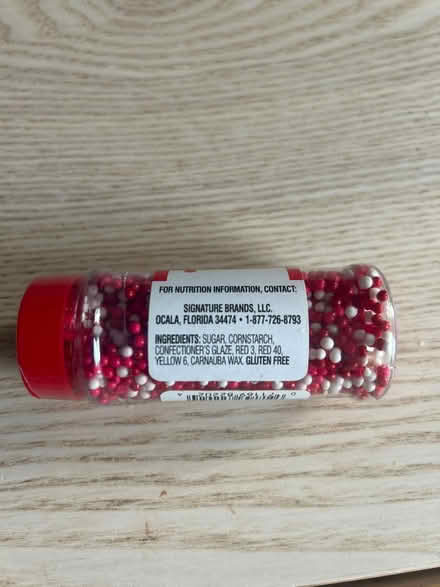 FOR NUTRITION INFORMATION, CONTACT:
SIGNATURE BRANDS, LLC.
OCALA, FLORIDA 34474 • 1-877-726-8793
INGREDIENTS: SUGAR, CORNSTARCH,
CONFECTIONER'S GLAZE, RED 3, RED 40,
YELLOW 6, CARNAUBA WAX. GLUTEN FREE